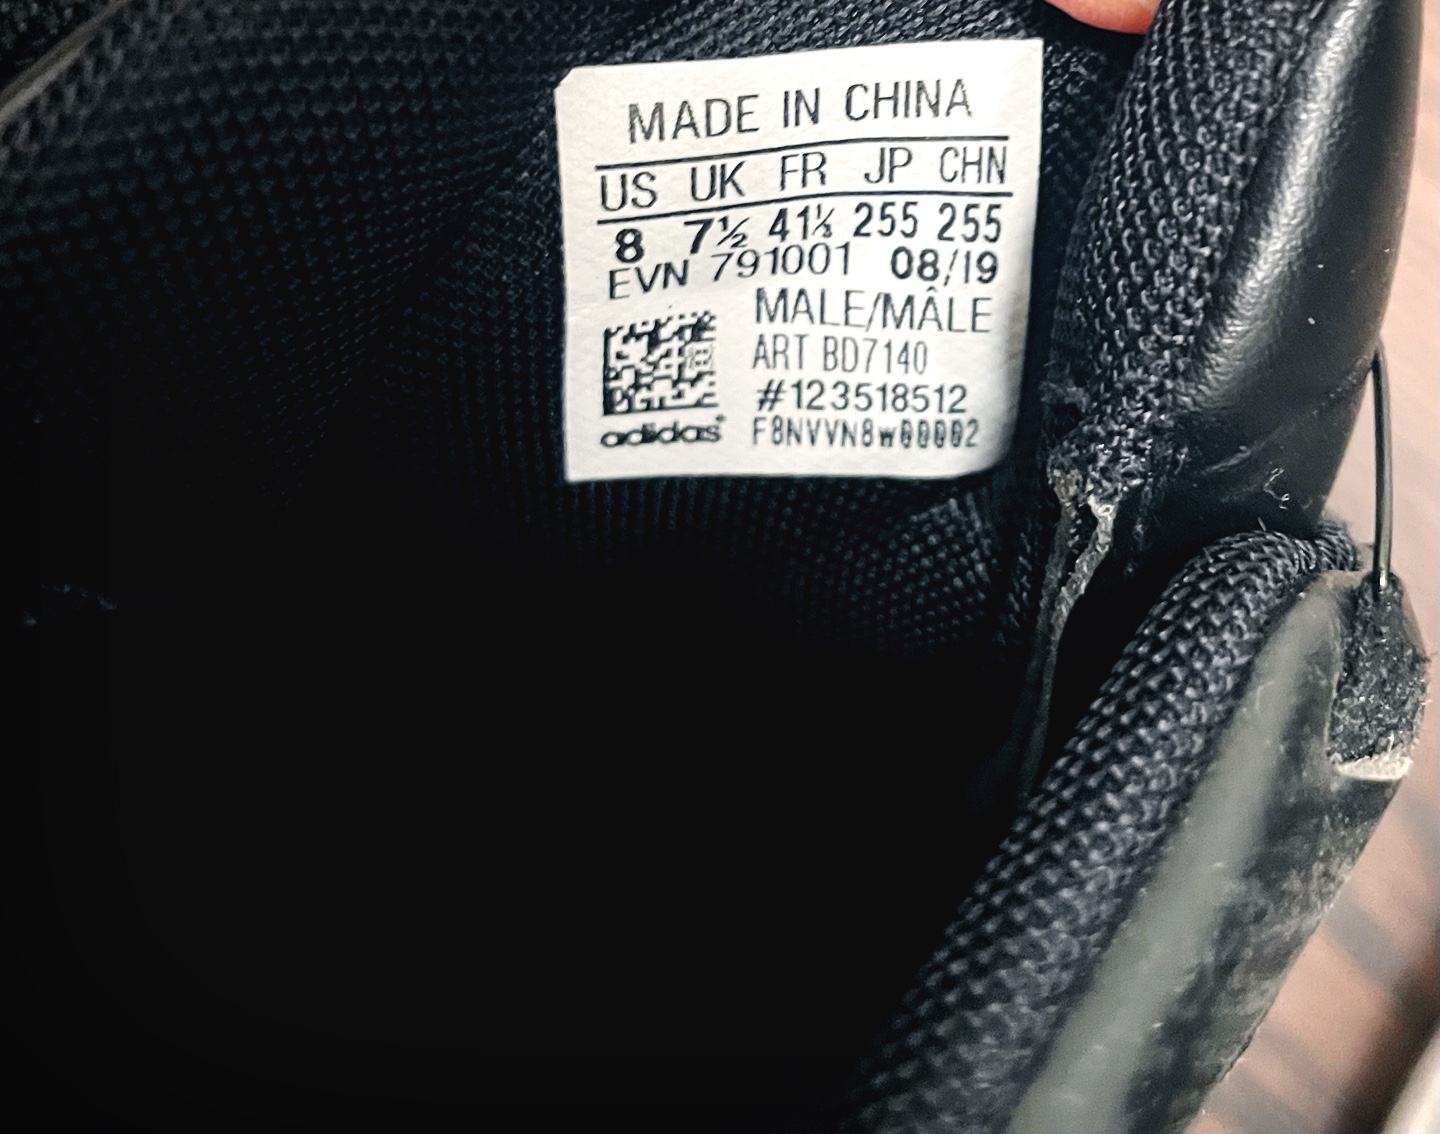 MADE IN CHINA
US UK FR JP CHN
8 7½ 41⅓ 255 255
EVN 791001 08/19
MALE/MÂLE
ART BD7140
#123518512
adidas F8NVVN8w00002